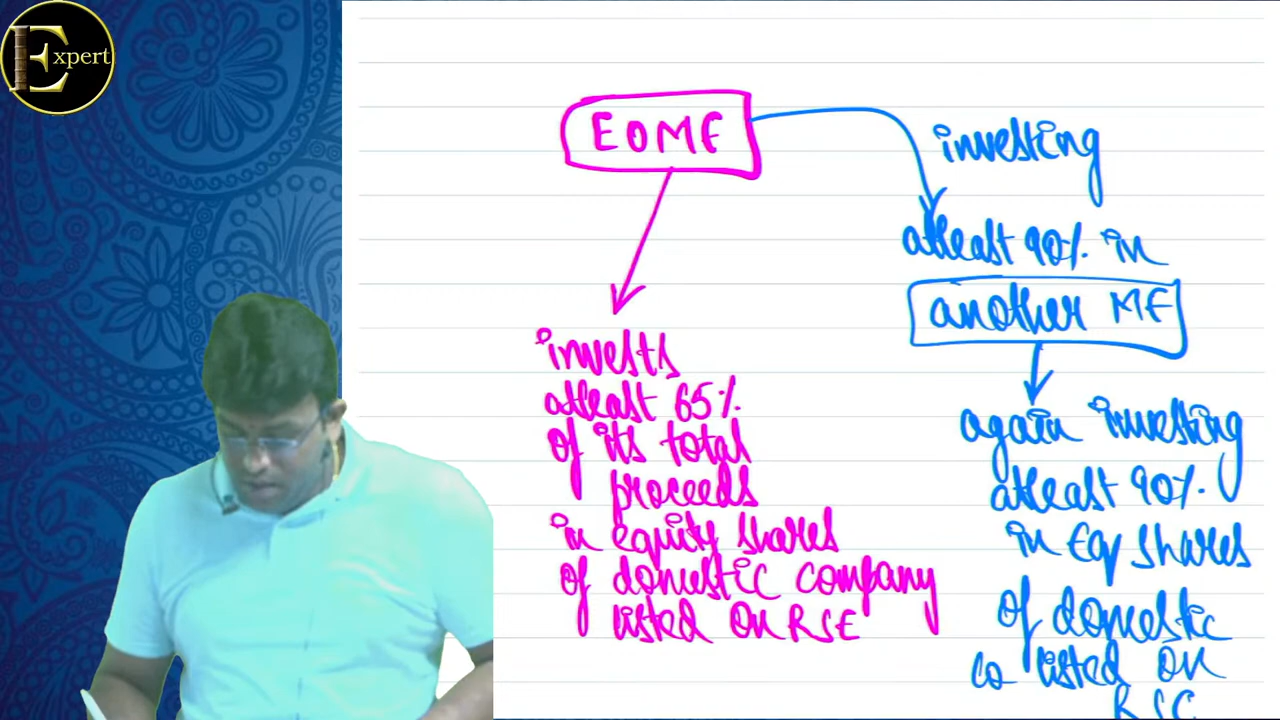 Expert
EOMF
invests
atleast 65%
of its total
proceeds
in equity shares
of domestic company
listed on RSE
investing
atleast 90% in
another MF
again investing
atleast 90%
in Eq shares
of domestic
co listed on
RSE